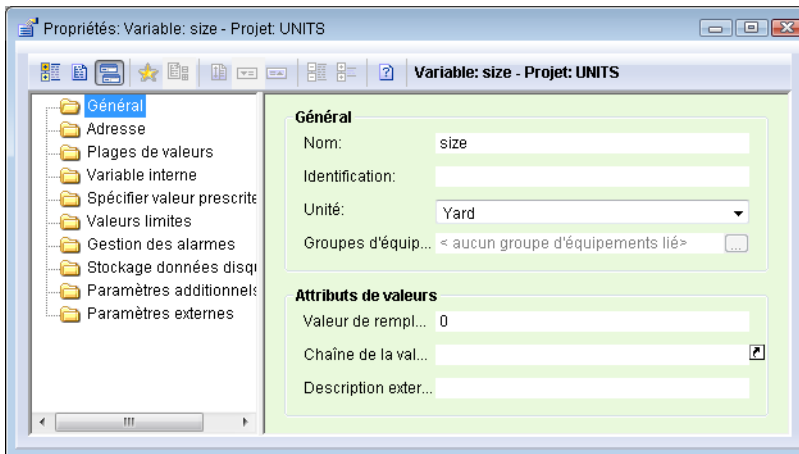 Propriétés: Variable: size - Projet: UNITS
Variable: size - Projet: UNITS
Général
Adresse
Plages de valeurs
Variable interne
Spécifier valeur prescrite
Valeurs limites
Gestion des alarmes
Stockage données disqu
Paramètres additionnels
Paramètres externes
Général
Nom: size
Identification:
Unité: Yard
Groupes d'équip... < aucun groupe d'équipements lié> ...
Attributs de valeurs
Valeur de rempl... 0
Chaîne de la val...
Description exter...